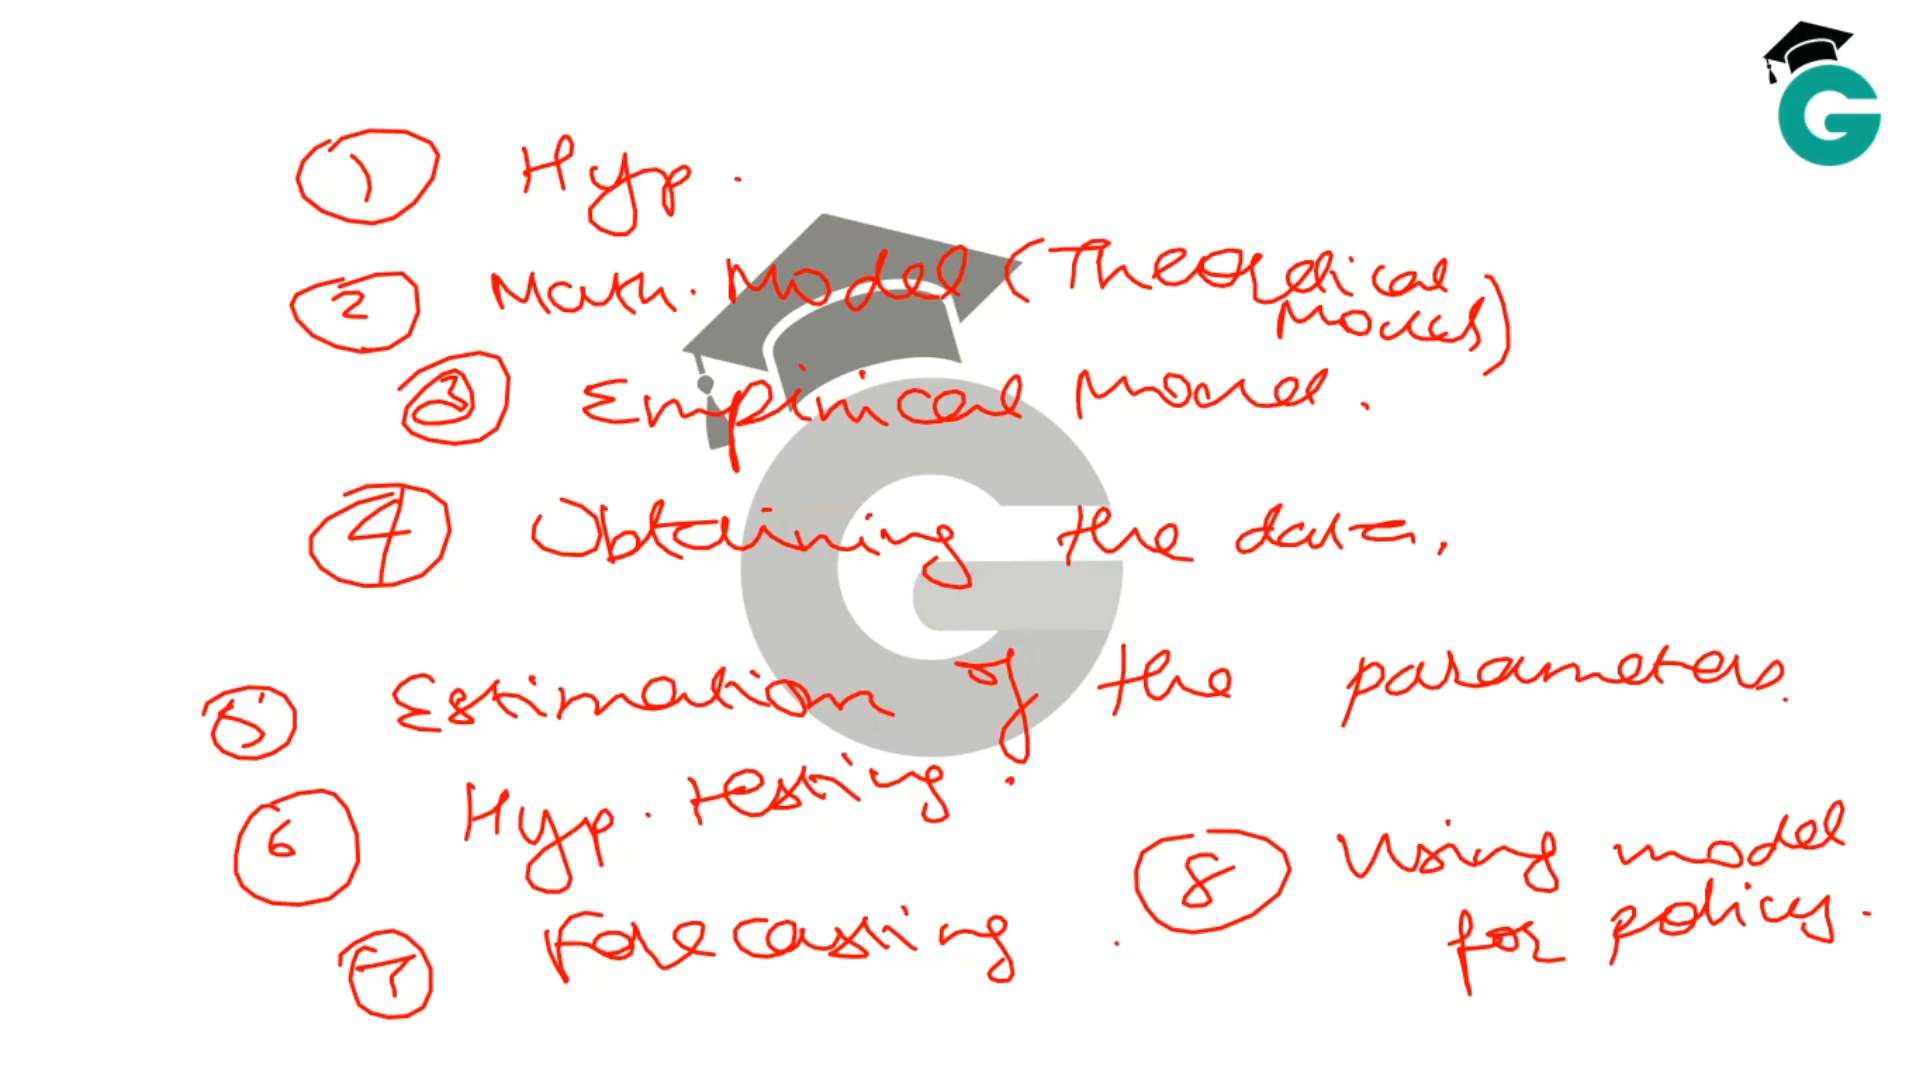 1 Hyp.
2 Math. Model (Theoretical
Model)
3 Empirical Model.
4 Obtaining the data.
5 Estimation of the parameters.
6 Hyp. testing.
7 Forecasting.
8 Using model
for policy.
G